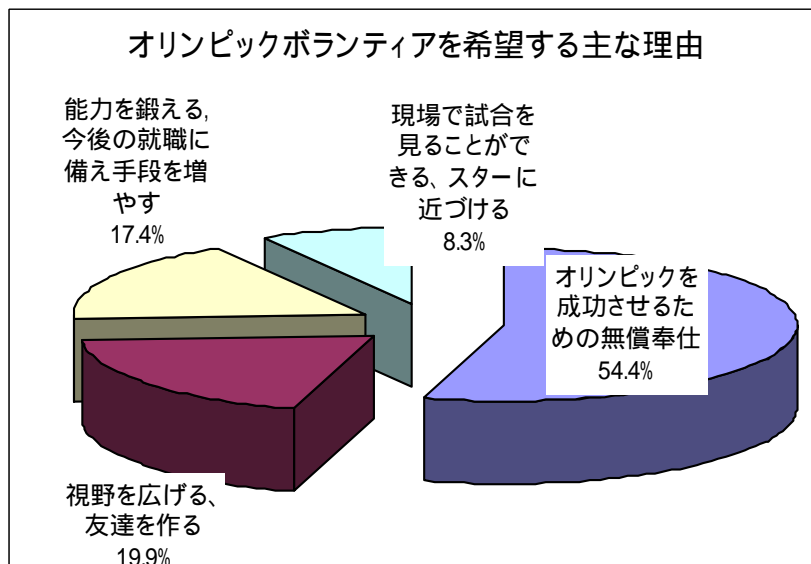 オリンピックボランティアを希望する主な理由
能力を鍛える,
今後の就職に
備え手段を増
やす
17.4%
現場で試合を
見ることがで
きる、スターに
近づける
8.3%
オリンピックを
成功させるた
めの無償奉仕
54.4%
視野を広げる、
友達を作る
19.9%